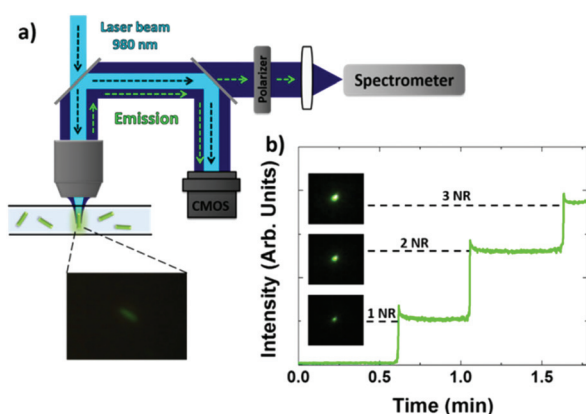 a)
Laser beam
980 nm
Emission
Polarizer
Spectrometer
CMOS
b)
Intensity (Arb. Units)
3 NR
2 NR
1 NR
0.0 0.5 1.0 1.5
Time (min)